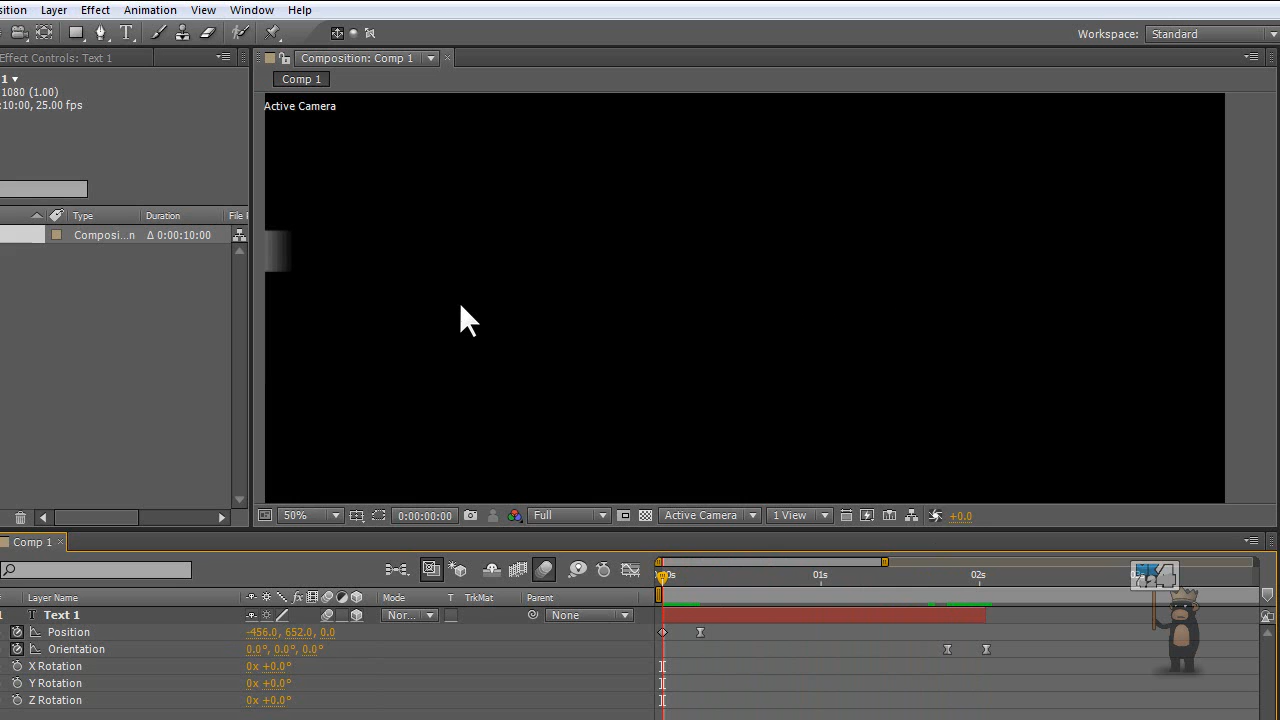 sition Layer Effect Animation View Window Help
T Workspace: Standard
Effect Controls: Text 1 Composition: Comp 1
1 Comp 1
1080 (1.00)
:10:00, 25.00 fps
Active Camera
Type Duration File
Composi...n Δ 0:00:10:00
50% 0:00:00:00 Full Active Camera 1 View +0.0
Comp 1
:00s 01s 02s
Layer Name fx Mode T TrkMat Parent
T Text 1 Nor... None
Position -456.0, 652.0, 0.0
Orientation 0.0°, 0.0°, 0.0°
X Rotation 0x +0.0°
Y Rotation 0x +0.0°
Z Rotation 0x +0.0°